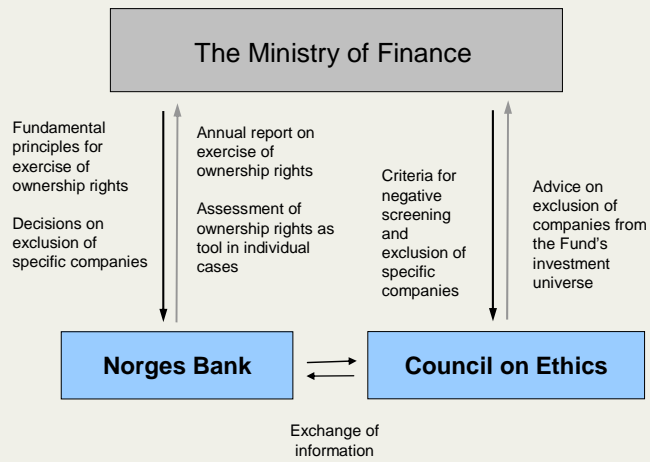 The Ministry of Finance
Fundamental
principles for
exercise of
ownership rights
Decisions on
exclusion of
specific companies
Annual report on
exercise of
ownership rights
Assessment of
ownership rights as
tool in individual
cases
Criteria for
negative
screening
and
exclusion of
specific
companies
Advice on
exclusion of
companies from
the Fund's
investment
universe
Norges Bank
Council on Ethics
Exchange of
information